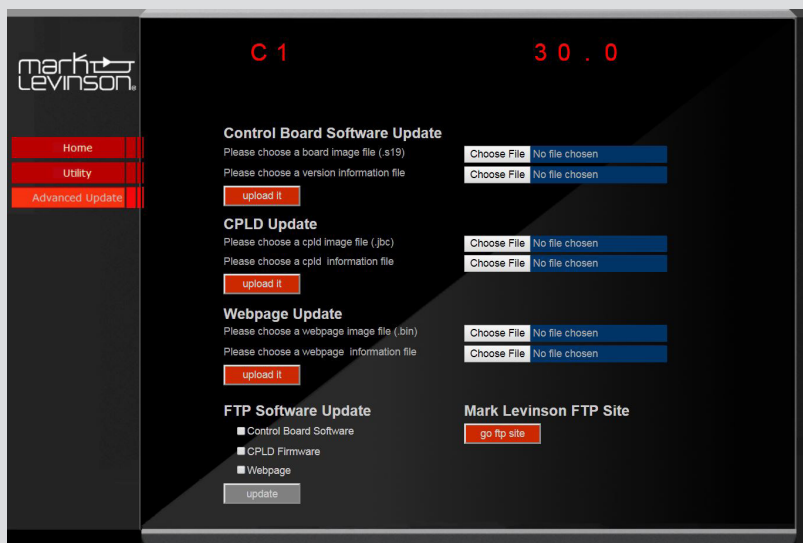 C1 30.0
mark
Levinson®
Home
Utility
Advanced Update
Control Board Software Update
Please choose a board image file (.s19) Choose File No file chosen
Please choose a version information file Choose File No file chosen
upload it
CPLD Update
Please choose a cpld image file (.jbc) Choose File No file chosen
Please choose a cpld information file Choose File No file chosen
upload it
Webpage Update
Please choose a webpage image file (.bin) Choose File No file chosen
Please choose a webpage information file Choose File No file chosen
upload it
FTP Software Update Mark Levinson FTP Site
Control Board Software go ftp site
CPLD Firmware
Webpage
update